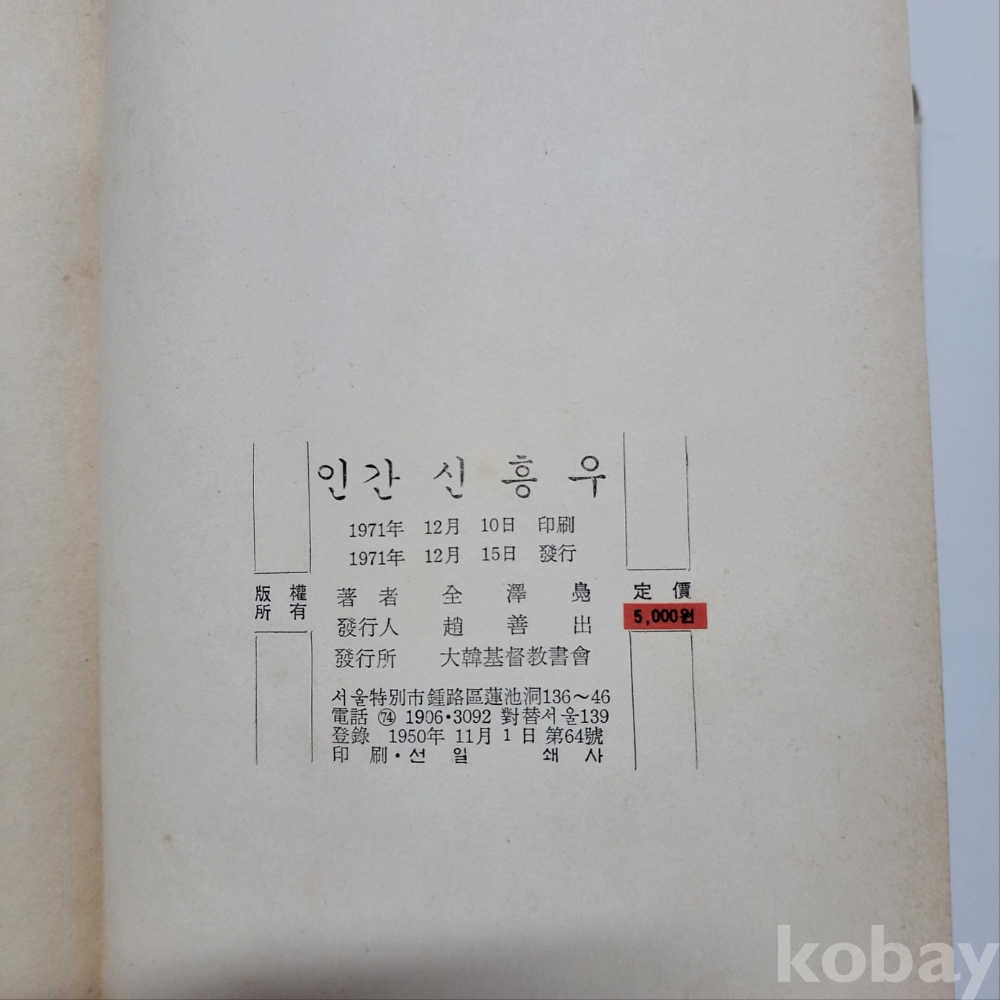 인간 신 흥 우
1971年 12月 10日 印刷
1971年 12月 15日 發行
版權
所有
著者 全澤鳧
發行人 趙善出
發行所 大韓基督教書會
定價
5,000원
서울特別市鍾路區蓮池洞136～46
電話 ㉔ 1906·3092 對替서울139
登錄 1950年 11月 1日 第64號
印刷·선일 쇄사
kobay